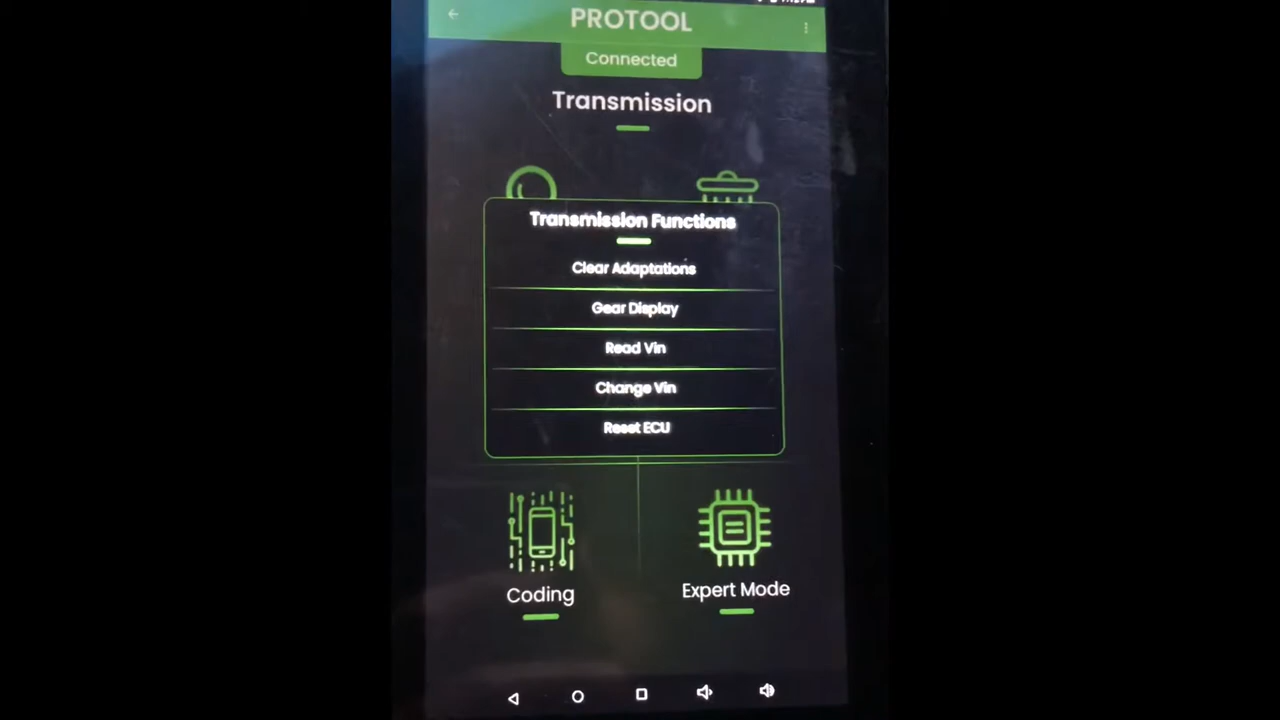 PROTOOL
Connected
Transmission
Transmission Functions
Clear Adaptations
Gear Display
Read Vin
Change Vin
Reset ECU
Coding
Expert Mode